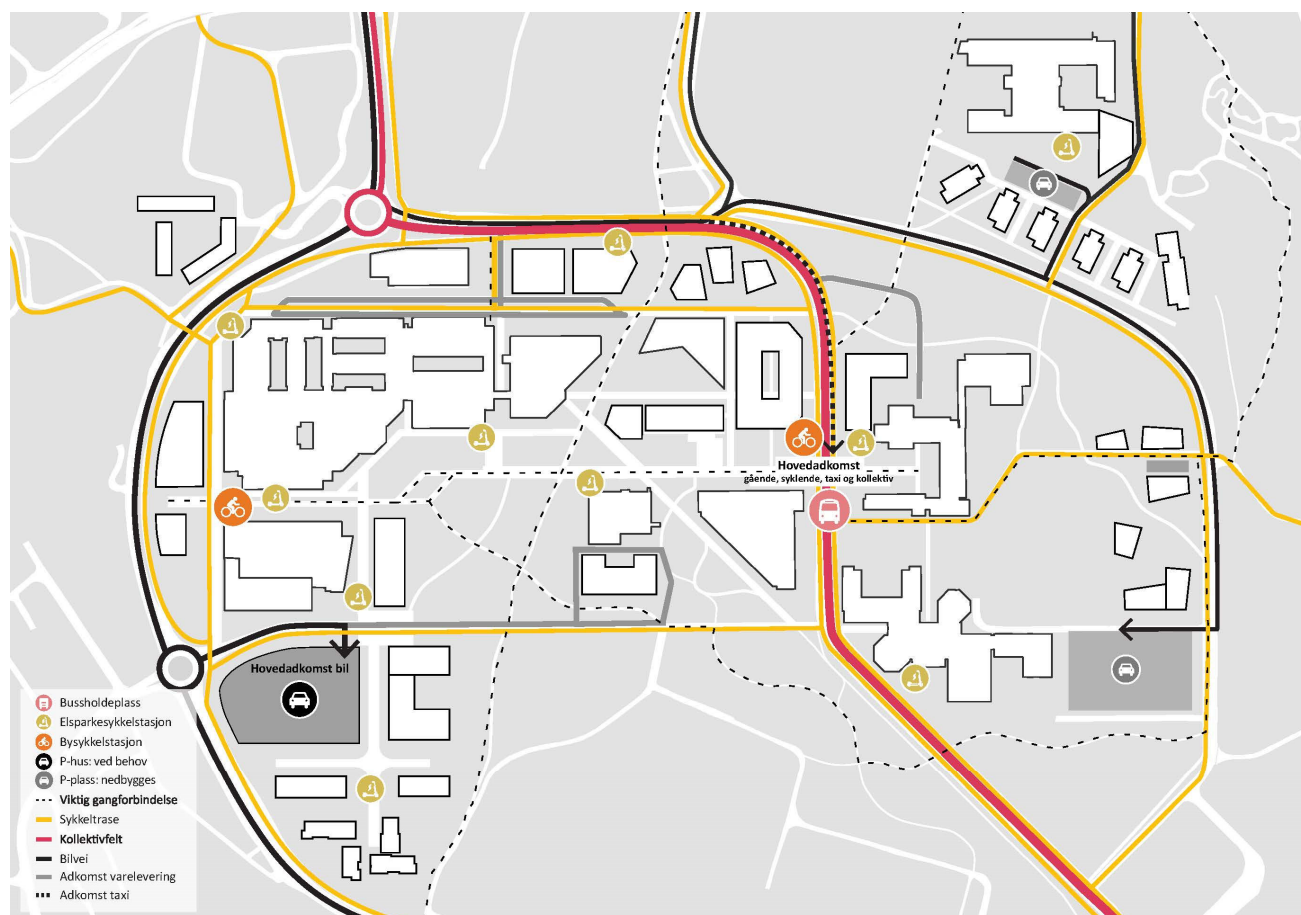 Hovedadkomst
gående, syklende, taxi og kollektiv
Hovedadkomst bil
Bussholdeplass
Elsparkesykkelstasjon
Bysykkelstasjon
P-hus: ved behov
P-plass: nedbygges
Viktig gangforbindelse
Sykkeltrase
Kollektivfelt
Bilvei
Adkomst varelevering
Adkomst taxi